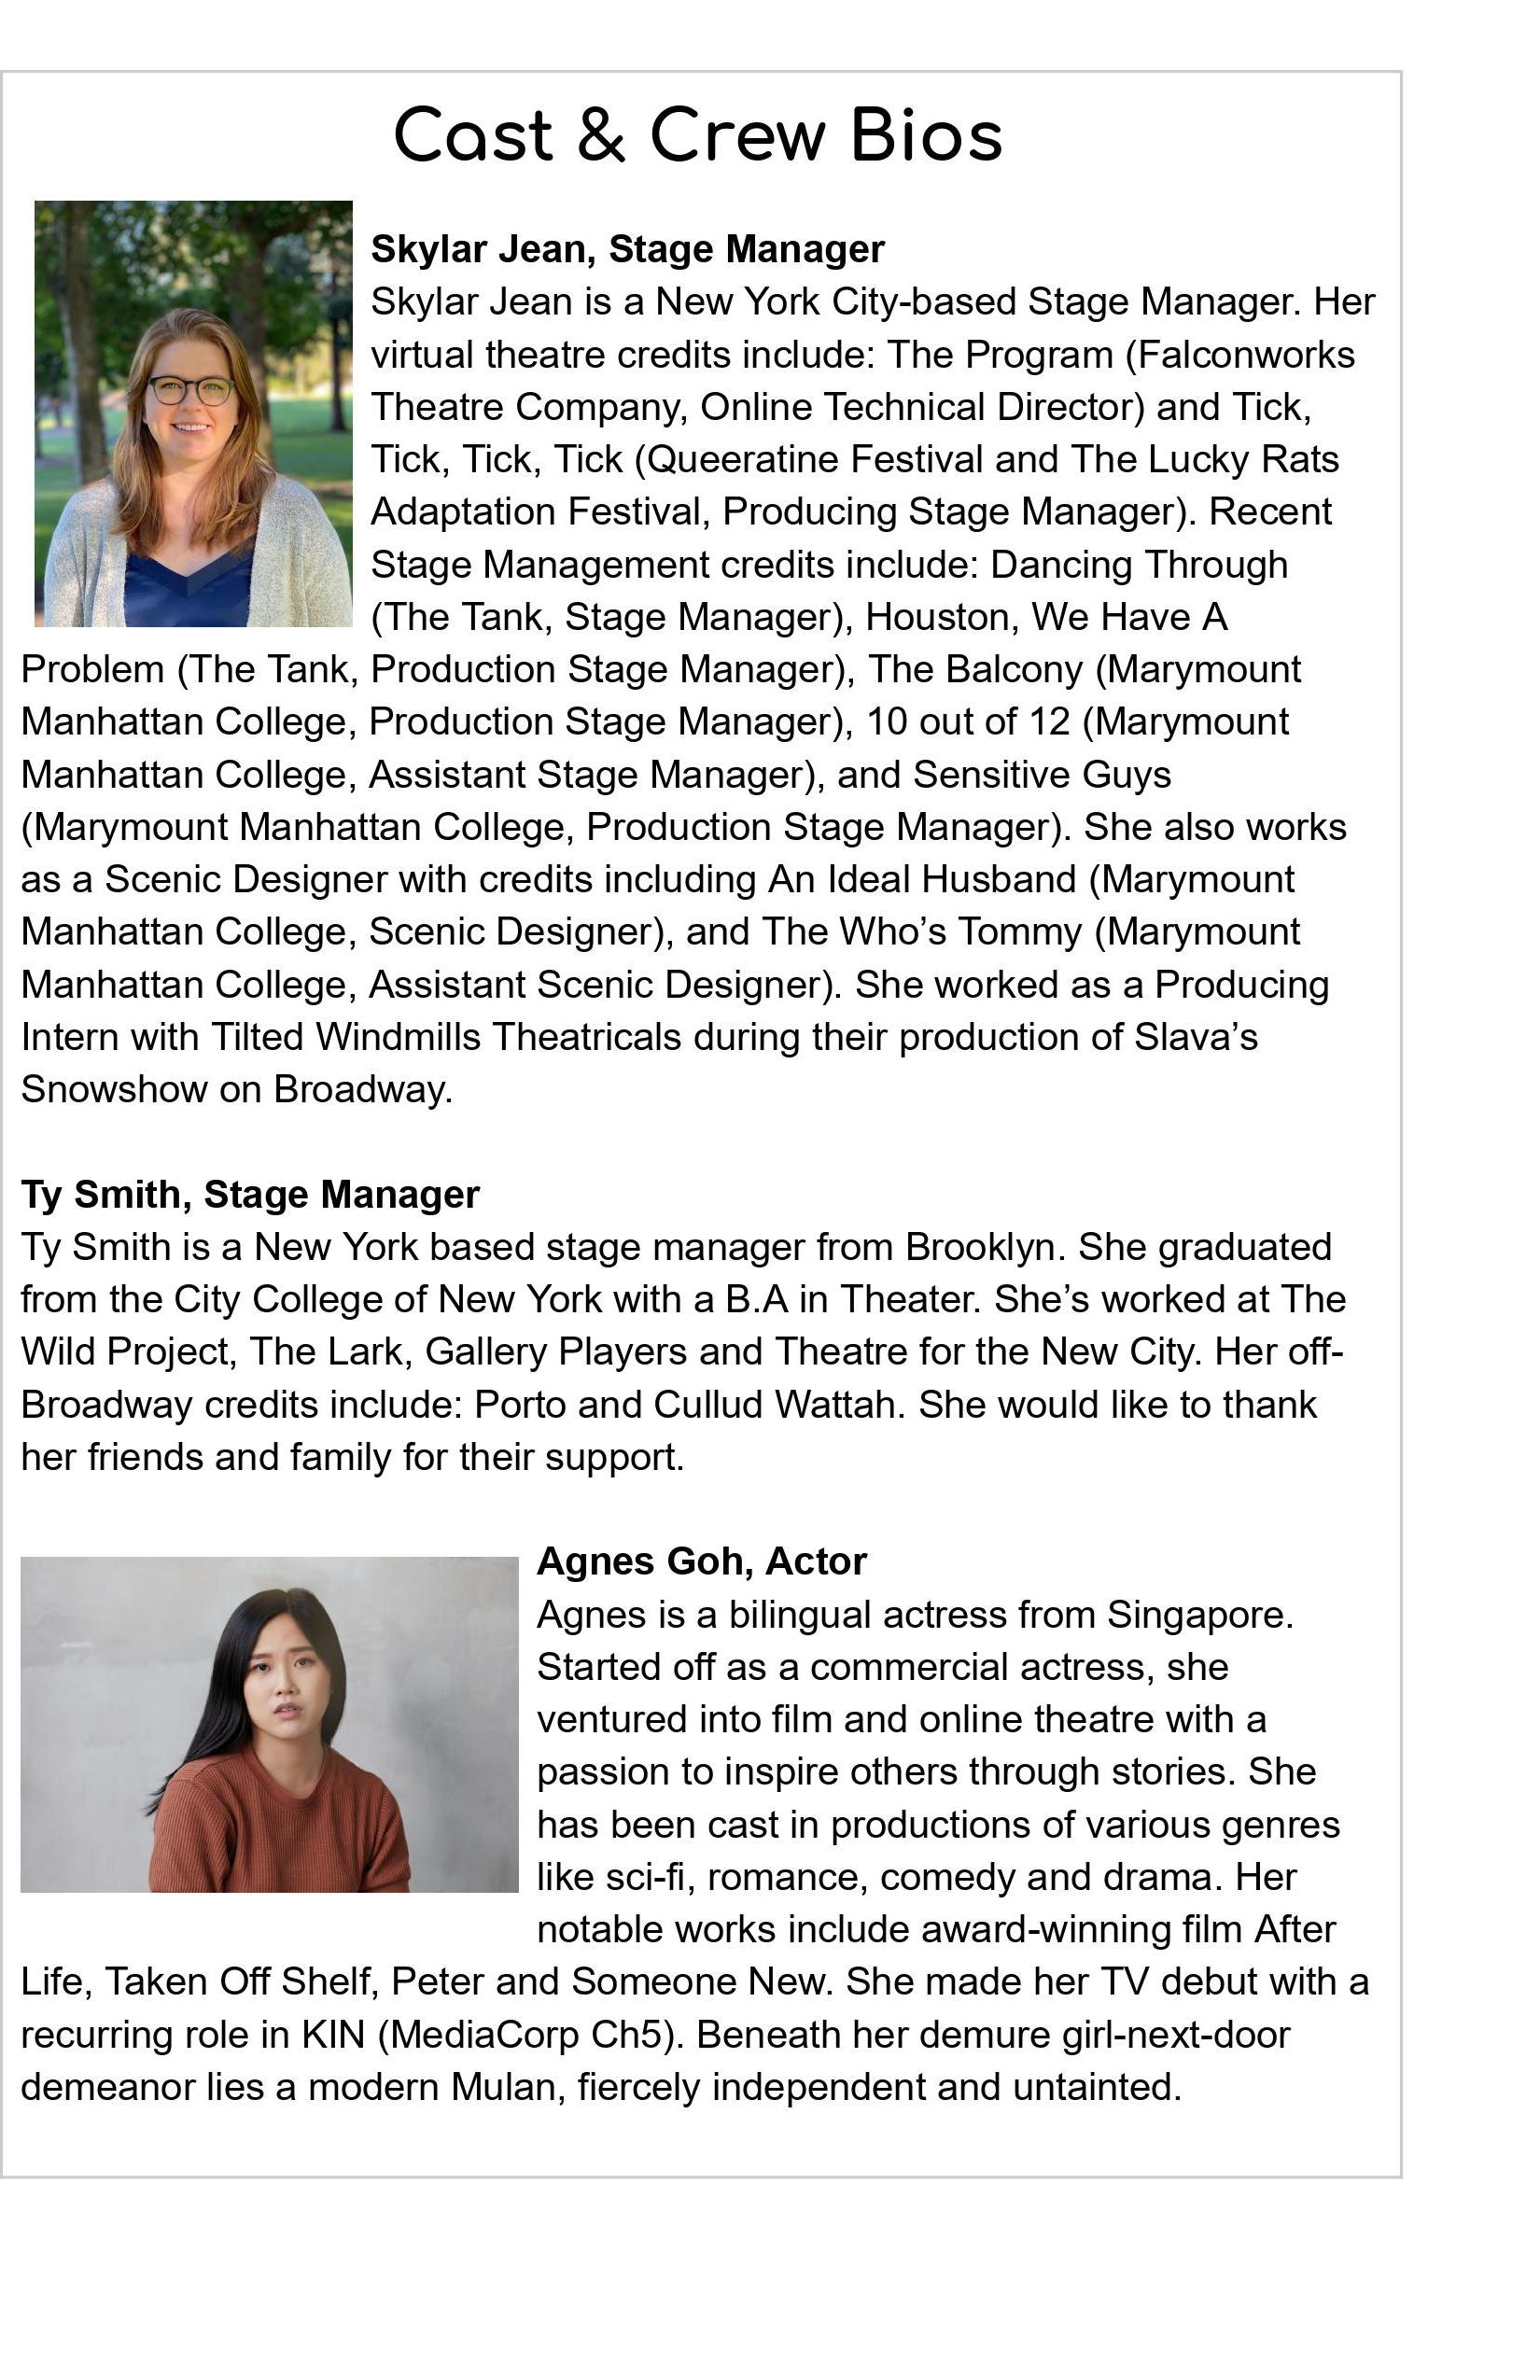 Cast & Crew Bios
Skylar Jean, Stage Manager
Skylar Jean is a New York City-based Stage Manager. Her
virtual theatre credits include: The Program (Falconworks
Theatre Company, Online Technical Director) and Tick,
Tick, Tick, Tick (Queeratine Festival and The Lucky Rats
Adaptation Festival, Producing Stage Manager). Recent
Stage Management credits include: Dancing Through
(The Tank, Stage Manager), Houston, We Have A
Problem (The Tank, Production Stage Manager), The Balcony (Marymount
Manhattan College, Production Stage Manager), 10 out of 12 (Marymount
Manhattan College, Assistant Stage Manager), and Sensitive Guys
(Marymount Manhattan College, Production Stage Manager). She also works
as a Scenic Designer with credits including An Ideal Husband (Marymount
Manhattan College, Scenic Designer), and The Who’s Tommy (Marymount
Manhattan College, Assistant Scenic Designer). She worked as a Producing
Intern with Tilted Windmills Theatricals during their production of Slava’s
Snowshow on Broadway.
Ty Smith, Stage Manager
Ty Smith is a New York based stage manager from Brooklyn. She graduated
from the City College of New York with a B.A in Theater. She’s worked at The
Wild Project, The Lark, Gallery Players and Theatre for the New City. Her off-
Broadway credits include: Porto and Cullud Wattah. She would like to thank
her friends and family for their support.
Agnes Goh, Actor
Agnes is a bilingual actress from Singapore.
Started off as a commercial actress, she
ventured into film and online theatre with a
passion to inspire others through stories. She
has been cast in productions of various genres
like sci-fi, romance, comedy and drama. Her
notable works include award-winning film After
Life, Taken Off Shelf, Peter and Someone New. She made her TV debut with a
recurring role in KIN (MediaCorp Ch5). Beneath her demure girl-next-door
demeanor lies a modern Mulan, fiercely independent and untainted.